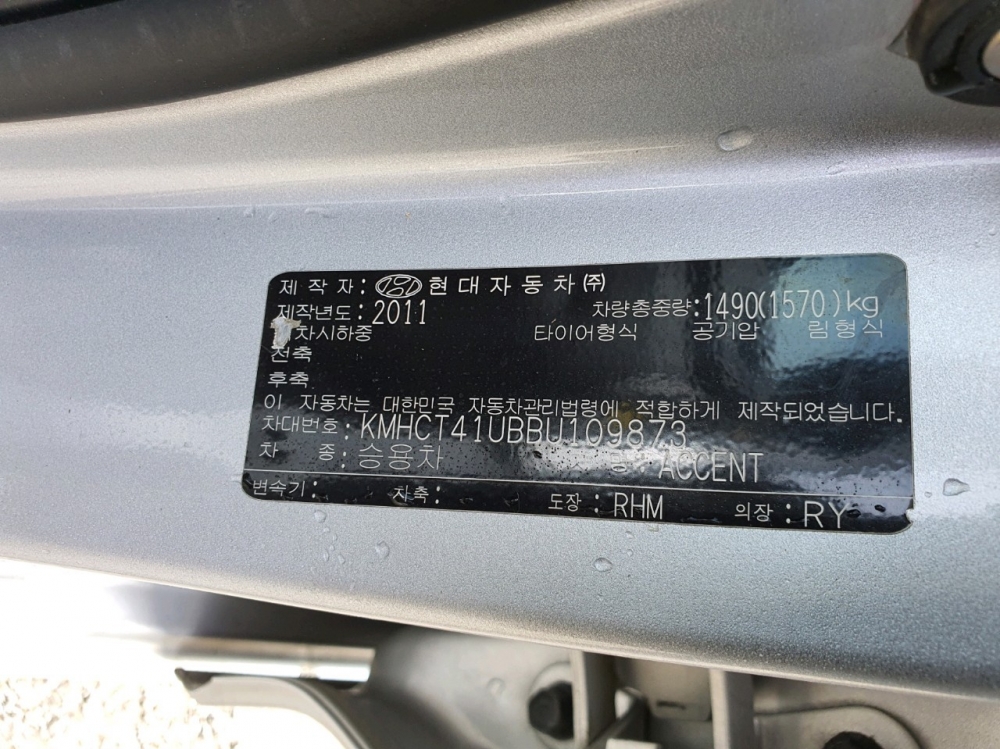 제 작 자 : 현대자동차㈜
제작년도 : 2011 차량총중량 : 1490(1570)kg
차시하중 타이어형식 공기압 림형식
전축
후축
이 자동차는 대한민국 자동차관리법령에 적합하게 제작되었습니다.
차대번호 : KMHCT41UBBU109873
차 종 : 승용차 ACCENT
변속기 : 차축 : 도장 : RHM 의장 : RY